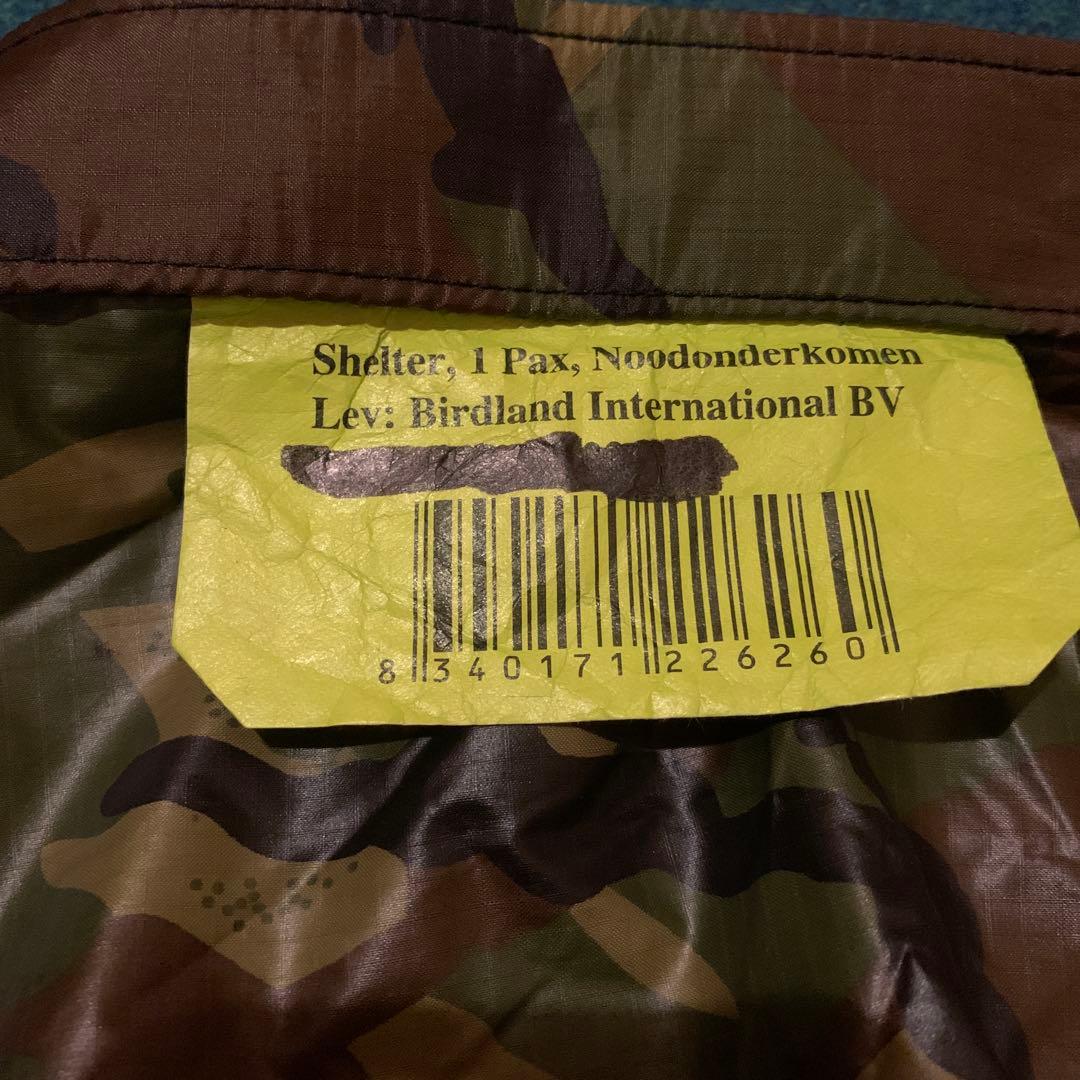 Shelter, 1 Pax, Noodonderkomen
Lev: Birdland International BV
8 340171 226260